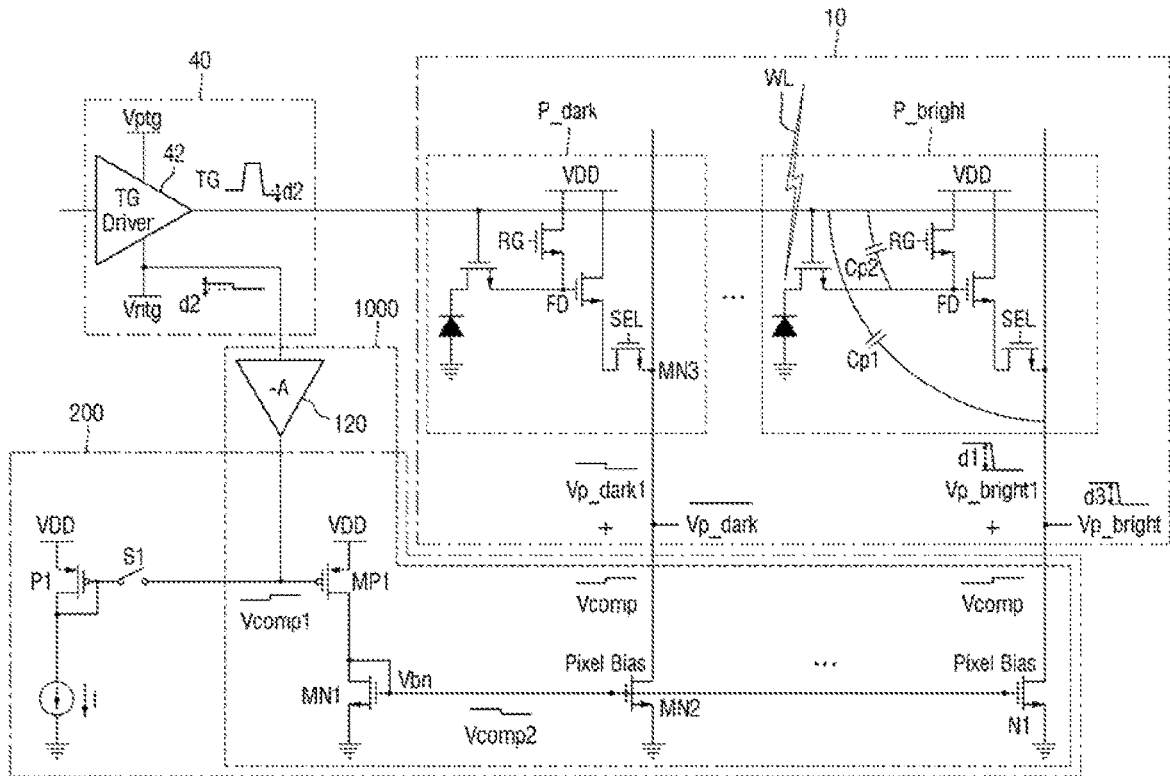 10
40
WL
P_dark
P_bright
Vptg
42
TG
d2
TG
Driver
VDD
VDD
RG
RG
Cp2
Vntg
d2
FD
FD
SEL
SEL
1000
...
Cp1
MN3
~A
120
200
d1
Vp_dark1
Vp_bright1
d3
+
Vp_dark
+
Vp_bright
VDD
VDD
S1
P1
MP1
Vcomp1
Vcomp
Vcomp
Pixel Bias
...
Pixel Bias
i
MN1
Vbn
MN2
N1
Vcomp2